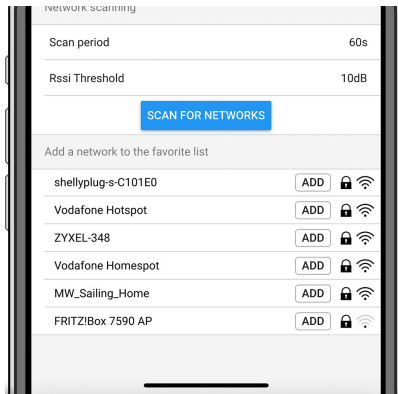 Network scanning
Scan period 60s
Rssi Threshold 10dB
SCAN FOR NETWORKS
Add a network to the favorite list
shellyplug-s-C101E0 ADD
Vodafone Hotspot ADD
ZYXEL-348 ADD
Vodafone Homespot ADD
MW_Sailing_Home ADD
FRITZ!Box 7590 AP ADD